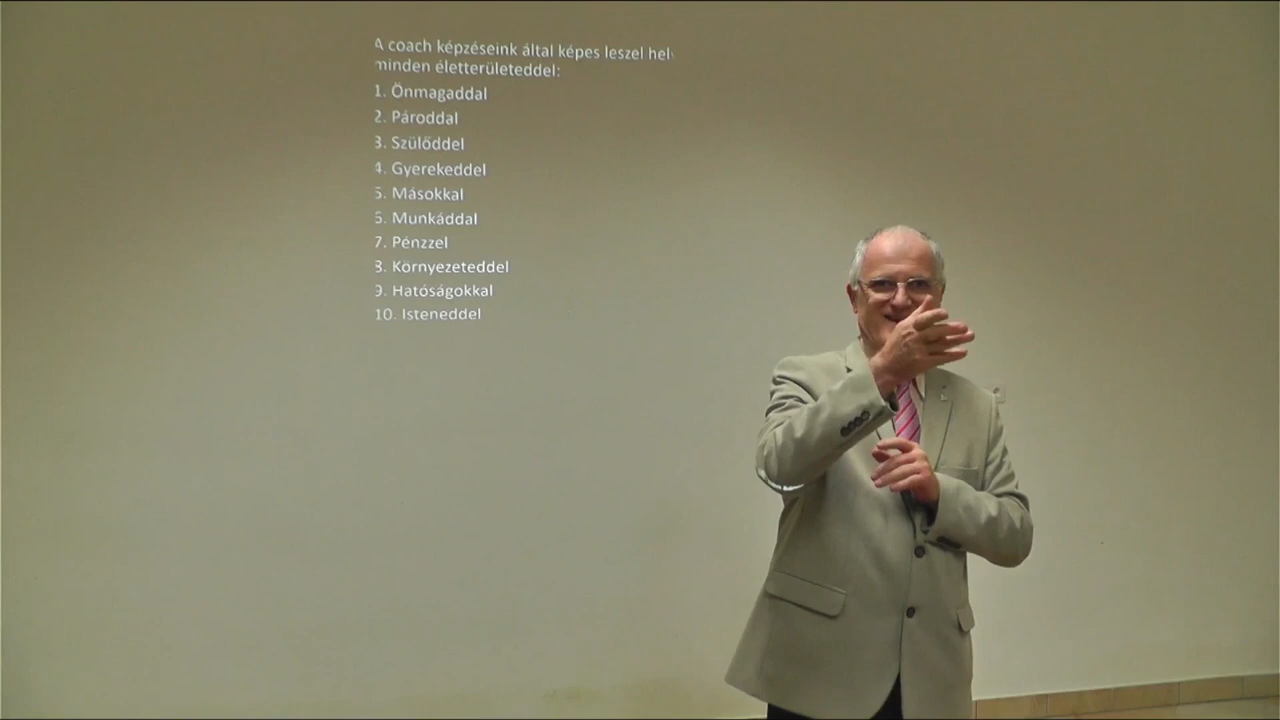 A coach képzéseink által képes leszel
minden életterületeddel:
1. Önmagaddal
2. Pároddal
3. Szülőddel
4. Gyerekeddel
5. Másokkal
6. Munkáddal
7. Pénzzel
8. Környezeteddel
9. Hatóságokkal
10. Isteneddel